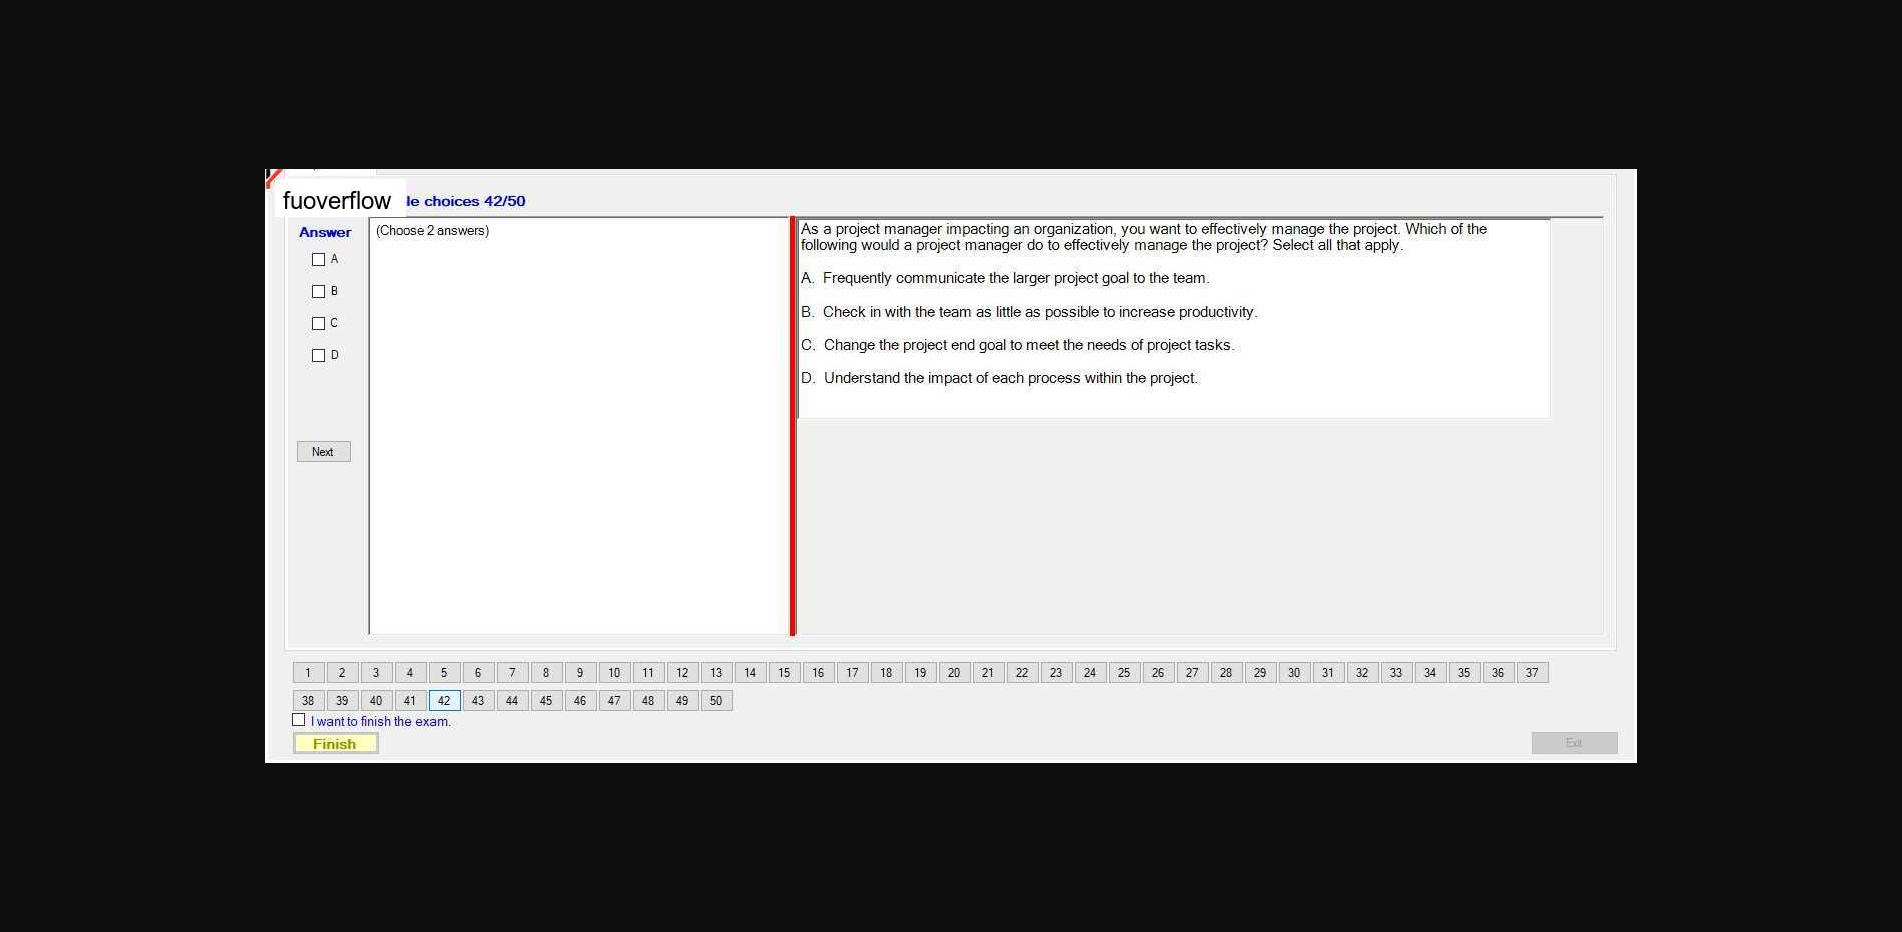 fuoverflow
le choices 42/50
Answer
(Choose 2 answers)
A
B
C
D
Next
As a project manager impacting an organization, you want to effectively manage the project. Which of the
following would a project manager do to effectively manage the project? Select all that apply.
A. Frequently communicate the larger project goal to the team.
B. Check in with the team as little as possible to increase productivity.
C. Change the project end goal to meet the needs of project tasks.
D. Understand the impact of each process within the project.
1 2 3 4 5 6 7 8 9 10 11 12 13 14 15 16 17 18 19 20 21 22 23 24 25 26 27 28 29 30 31 32 33 34 35 36 37
38 39 40 41 42 43 44 45 46 47 48 49 50
I want to finish the exam.
Finish
Exit